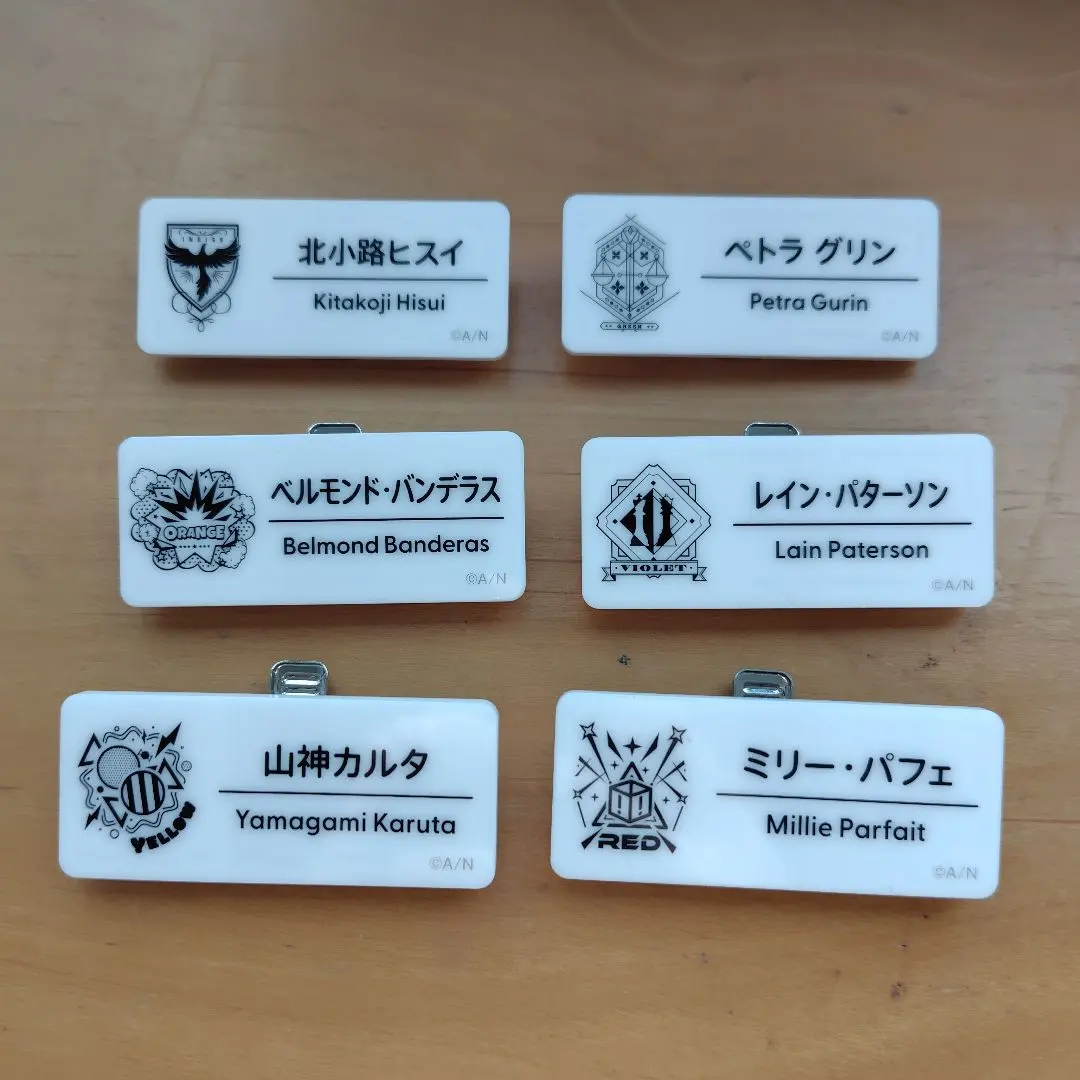 INDIGO
北小路ヒスイ
Kitakoji Hisui
©A/N
GREEN
ペトラ グリン
Petra Gurin
©A/N
ORANGE
ベルモンド・バンデラス
Belmond Banderas
©A/N
VIOLET
レイン・パターソン
Lain Paterson
©A/N
YELLOW
山神カルタ
Yamagami Karuta
©A/N
RED
ミリー・パフェ
Millie Parfait
©A/N